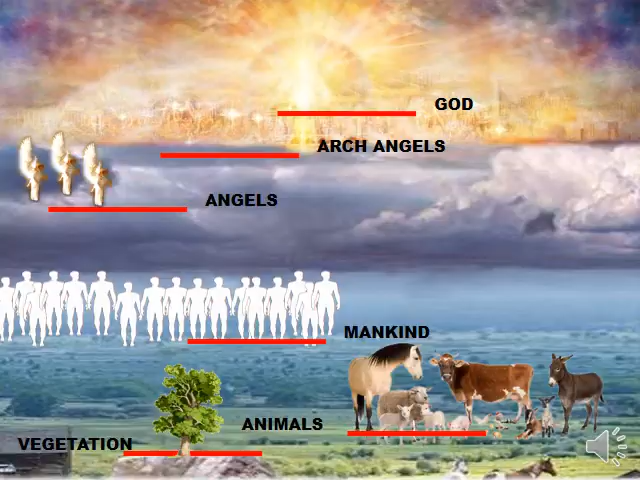 GOD
ARCH ANGELS
ANGELS
MANKIND
ANIMALS
VEGETATION